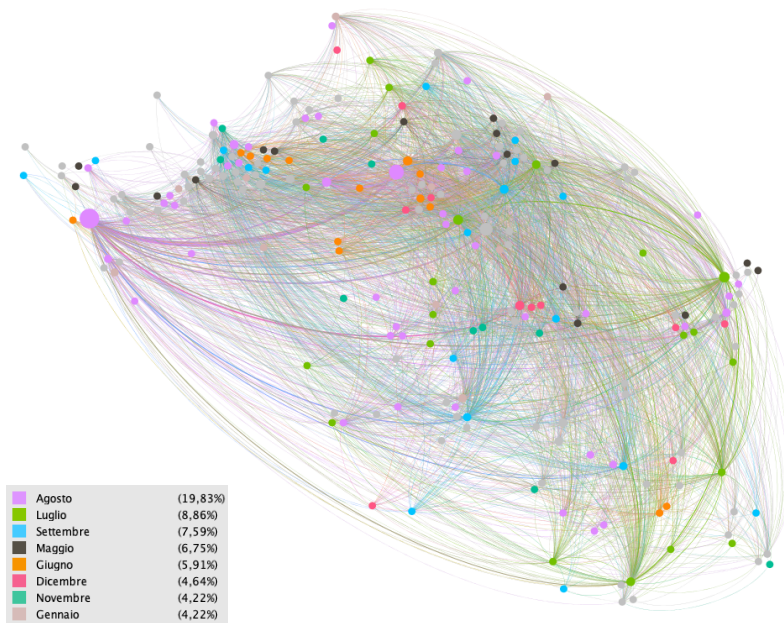 Agosto (19,83%)
Luglio (8,86%)
Settembre (7,59%)
Maggio (6,75%)
Giugno (5,91%)
Dicembre (4,64%)
Novembre (4,22%)
Gennaio (4,22%)